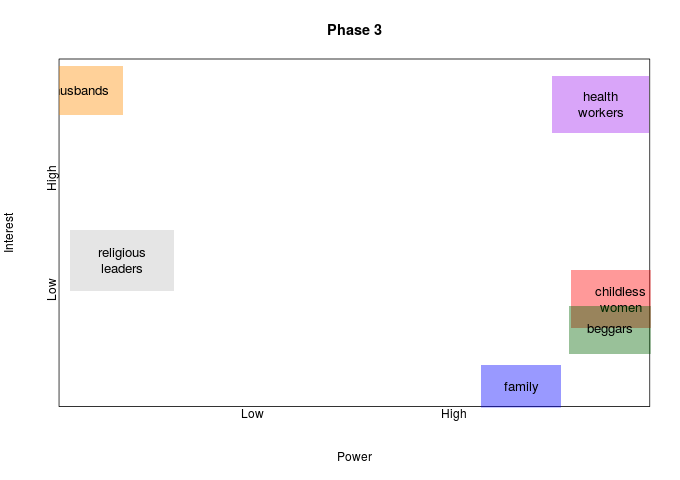 Phase 3
usbands
health
workers
High
Interest
religious
leaders
Low
childless
women
beggars
family
Low
High
Power